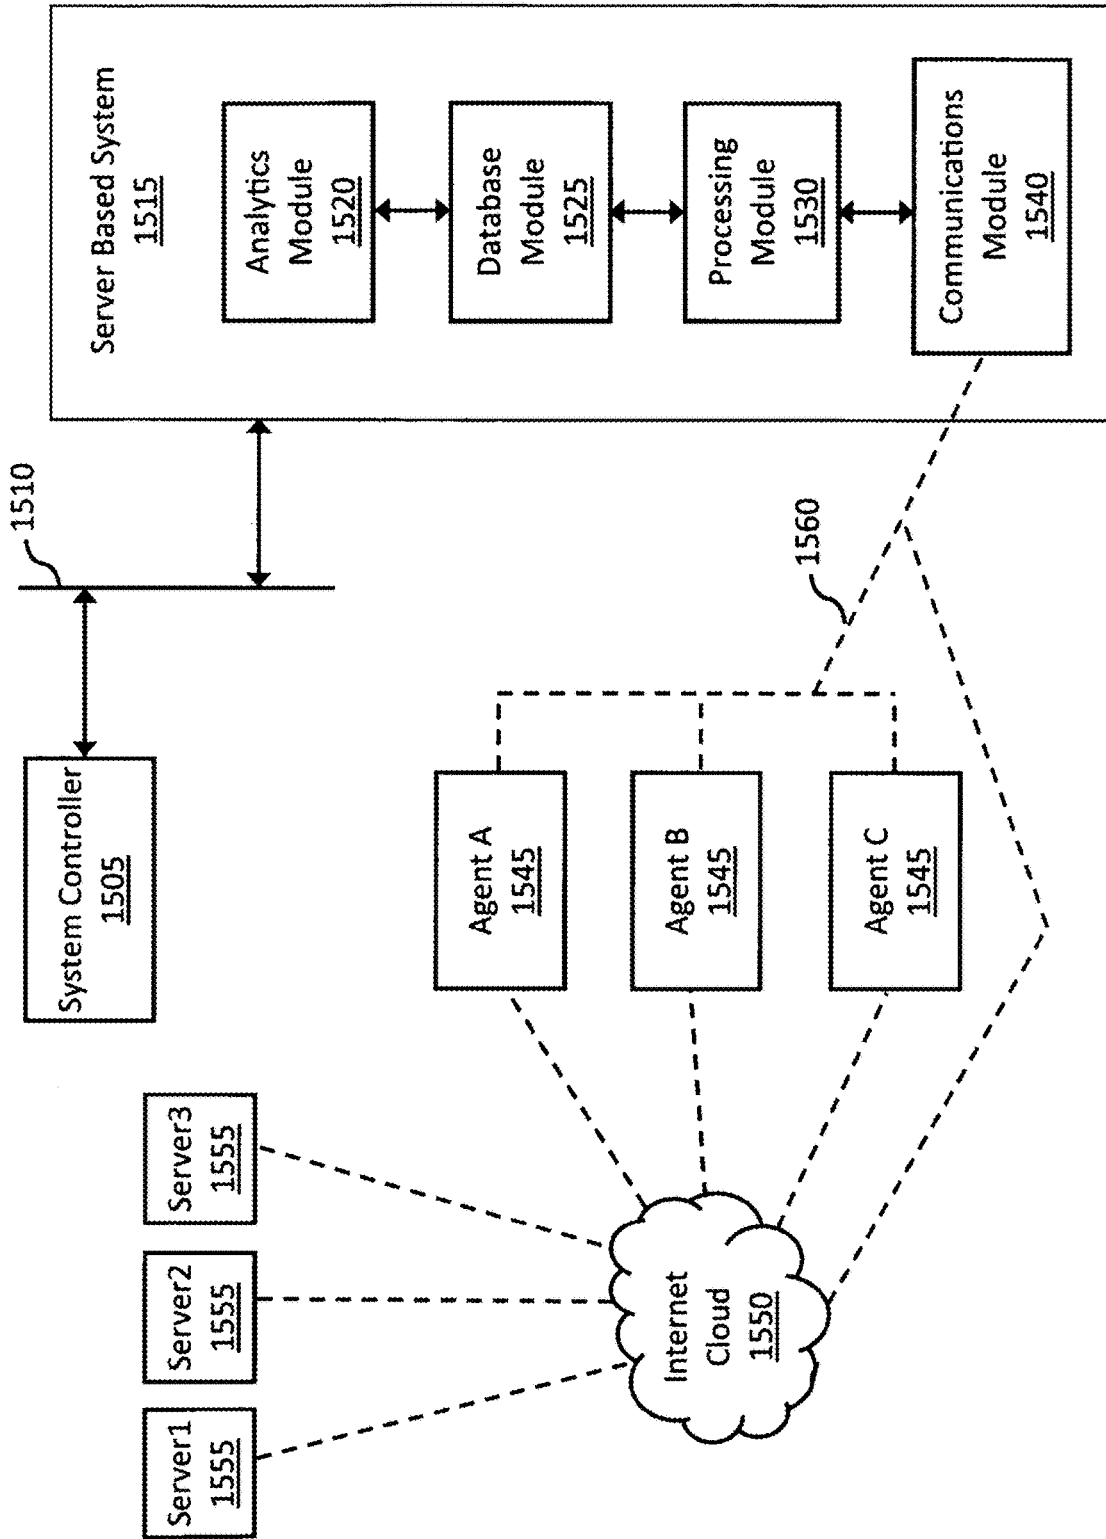 Server1
1555
Server2
1555
Server3
1555
System Controller
1505
1510
Server Based System
1515
Analytics
Module
1520
Database
Module
1525
Processing
Module
1530
Communications
Module
1540
Internet
Cloud
1550
Agent A
1545
Agent B
1545
Agent C
1545
1560